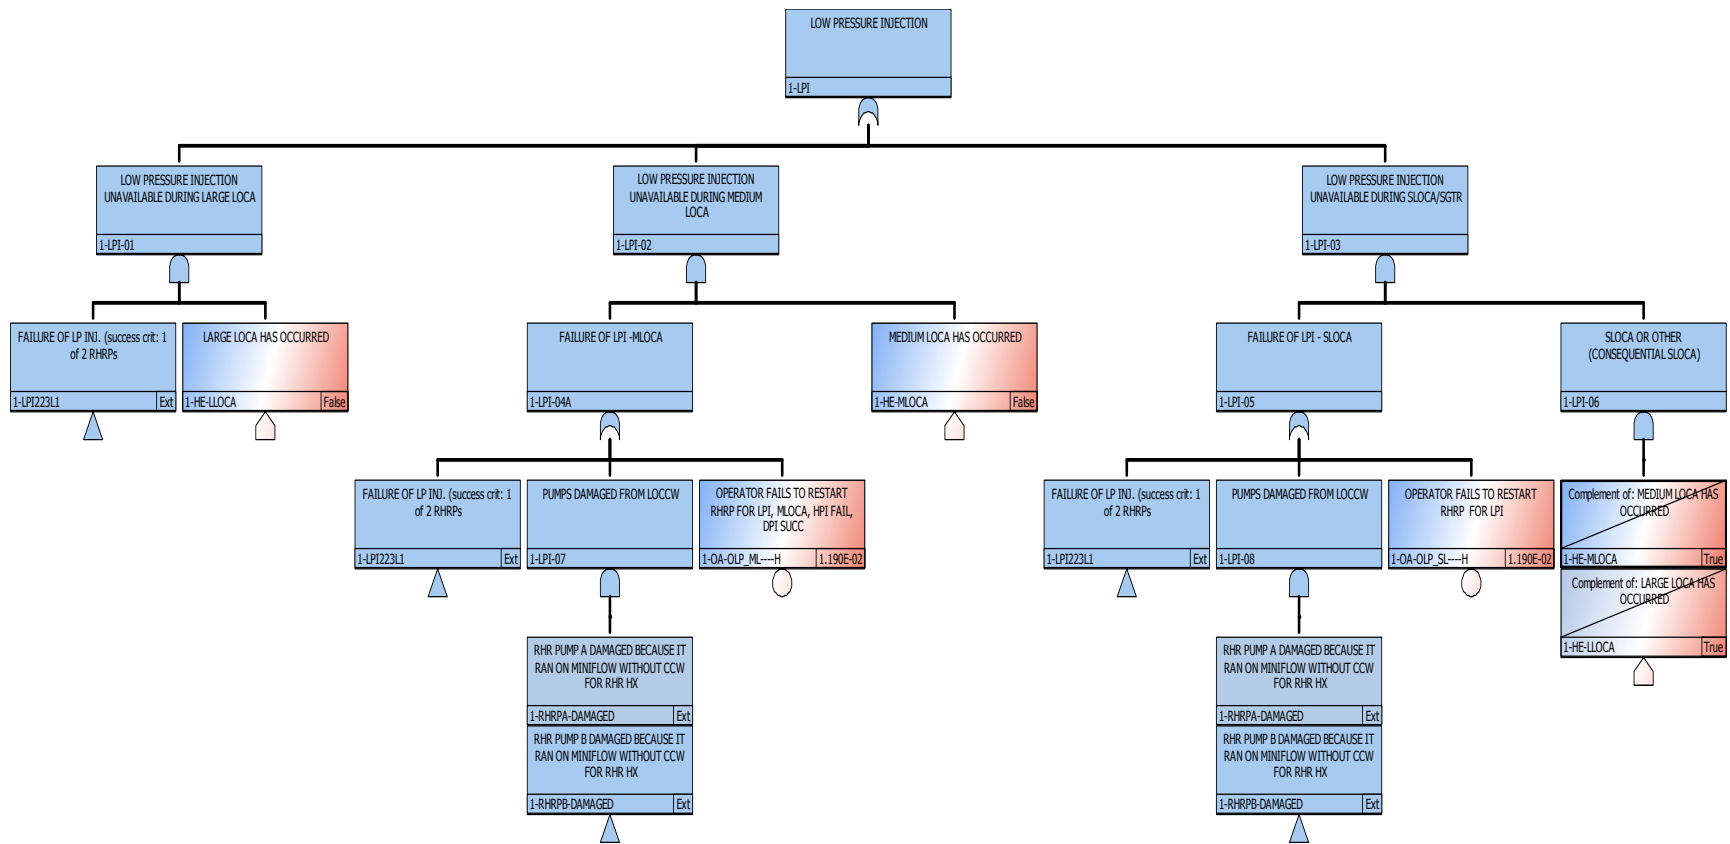 LOW PRESSURE INJECTION
1-LPI
LOW PRESSURE INJECTION
UNAVAILABLE DURING LARGE LOCA
1-LPI-01
LOW PRESSURE INJECTION
UNAVAILABLE DURING MEDIUM
LOCA
1-LPI-02
LOW PRESSURE INJECTION
UNAVAILABLE DURING SLOCA/SGTR
1-LPI-03
FAILURE OF LP INJ. (success crit: 1
of 2 RHRPs
1-LPI223L1 Ext
LARGE LOCA HAS OCCURRED
1-HE-LLOCA False
FAILURE OF LPI -MLOCA
1-LPI-04A
MEDIUM LOCA HAS OCCURRED
1-HE-MLOCA False
FAILURE OF LPI - SLOCA
1-LPI-05
SLOCA OR OTHER
(CONSEQUENTIAL SLOCA)
1-LPI-06
FAILURE OF LP INJ. (success crit: 1
of 2 RHRPs
1-LPI223L1 Ext
PUMPS DAMAGED FROM LOCCW
1-LPI-07
OPERATOR FAILS TO RESTART
RHRP FOR LPI, MLOCA, HPI FAIL,
DPI SUCC
1-OA-OLP_ML----H 1.190E-02
FAILURE OF LP INJ. (success crit: 1
of 2 RHRPs
1-LPI223L1 Ext
PUMPS DAMAGED FROM LOCCW
1-LPI-08
OPERATOR FAILS TO RESTART
RHRP FOR LPI
1-OA-OLP_SL----H 1.190E-02
Complement of: MEDIUM LOCA HAS
OCCURRED
1-HE-MLOCA True
Complement of: LARGE LOCA HAS
OCCURRED
1-HE-LLOCA True
RHR PUMP A DAMAGED BECAUSE IT
RAN ON MINIFLOW WITHOUT CCW
FOR RHR HX
1-RHRPA-DAMAGED Ext
RHR PUMP B DAMAGED BECAUSE IT
RAN ON MINIFLOW WITHOUT CCW
FOR RHR HX
1-RHRPB-DAMAGED Ext
RHR PUMP A DAMAGED BECAUSE IT
RAN ON MINIFLOW WITHOUT CCW
FOR RHR HX
1-RHRPA-DAMAGED Ext
RHR PUMP B DAMAGED BECAUSE IT
RAN ON MINIFLOW WITHOUT CCW
FOR RHR HX
1-RHRPB-DAMAGED Ext